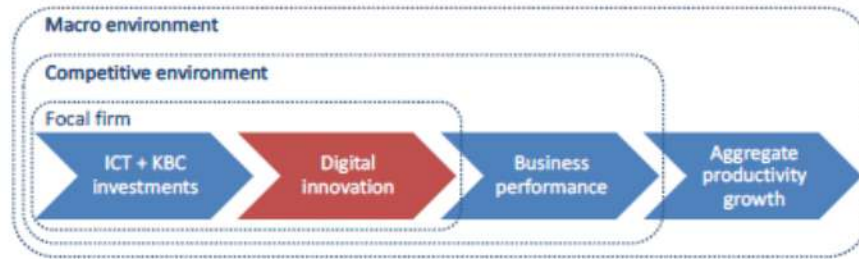 Macro environment
Competitive environment
Focal firm
ICT + KBC
investments
Digital
innovation
Business
performance
Aggregate
productivity
growth